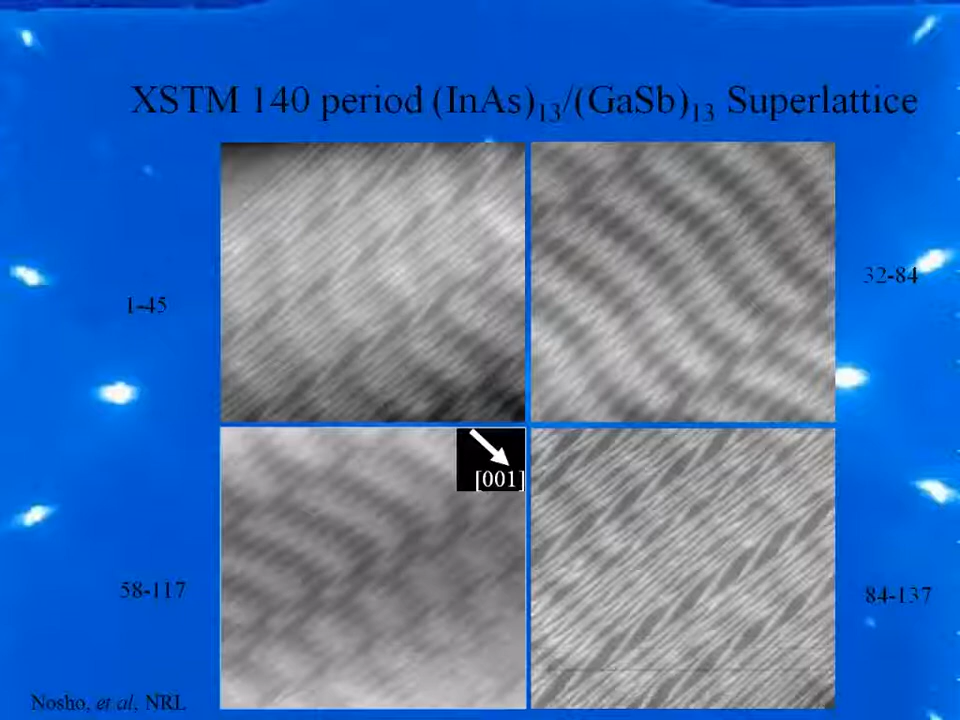 XSTM 140 period (InAs)13/(GaSb)13 Superlattice
1-45
32-84
[001]
58-117
84-137
Nosho, et al, NRL